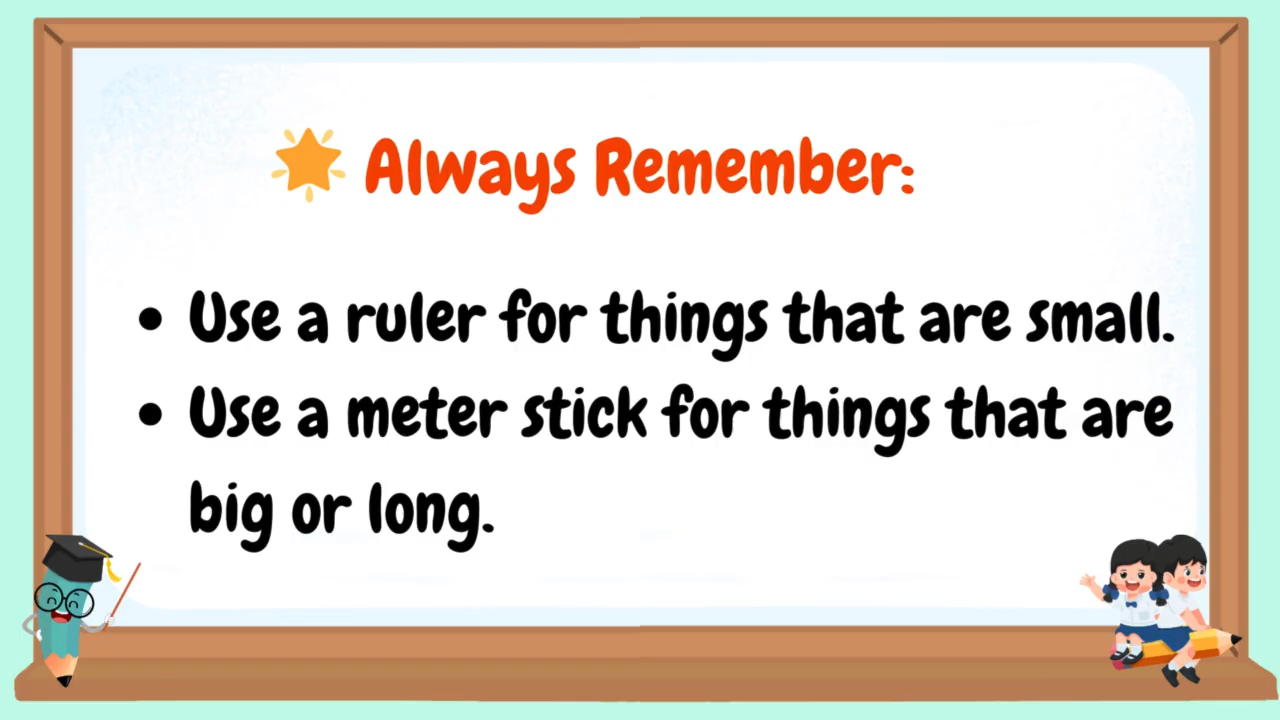 Always Remember:
• Use a ruler for things that are small.
• Use a meter stick for things that are
big or long.